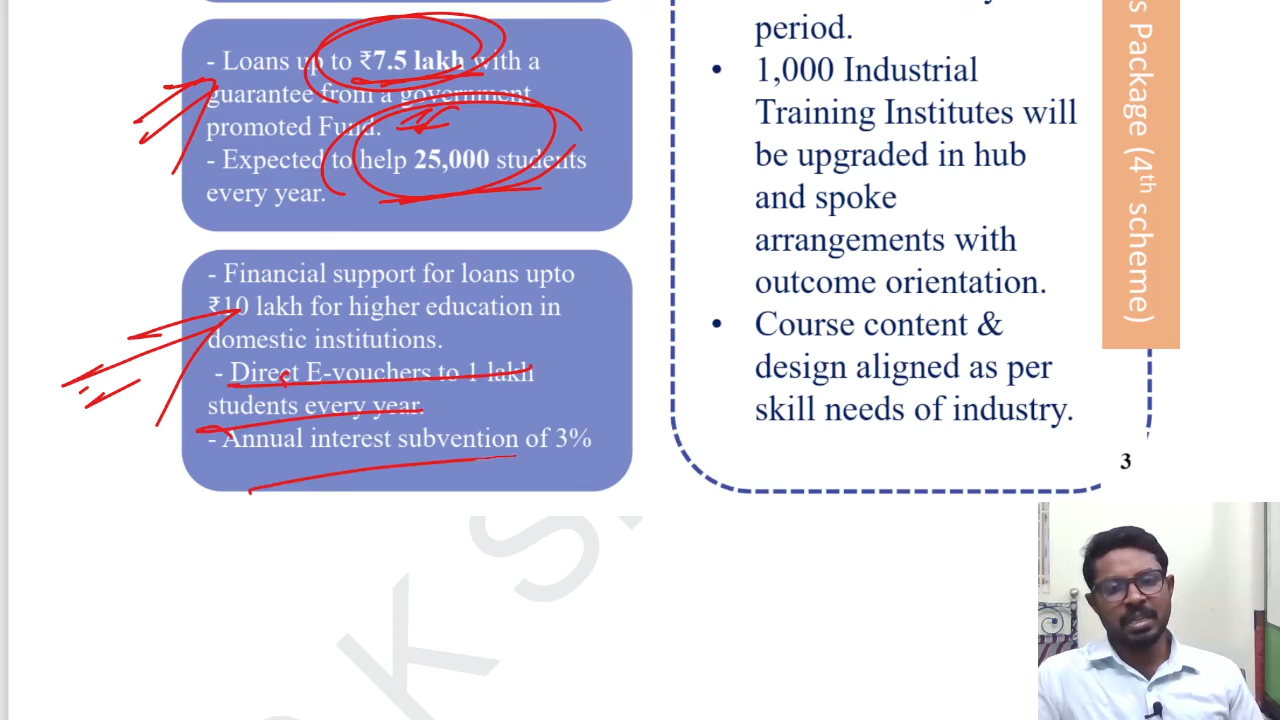 - Loans up to ₹7.5 lakh with a
guarantee from a government
promoted Fund.
- Expected to help 25,000 students
every year.
- Financial support for loans upto
₹10 lakh for higher education in
domestic institutions.
- Direct E-vouchers to 1 lakh
students every year.
- Annual interest subvention of 3%
period.
• 1,000 Industrial
Training Institutes will
be upgraded in hub
and spoke
arrangements with
outcome orientation.
• Course content &
design aligned as per
skill needs of industry.
s Package (4th scheme)
3
K S